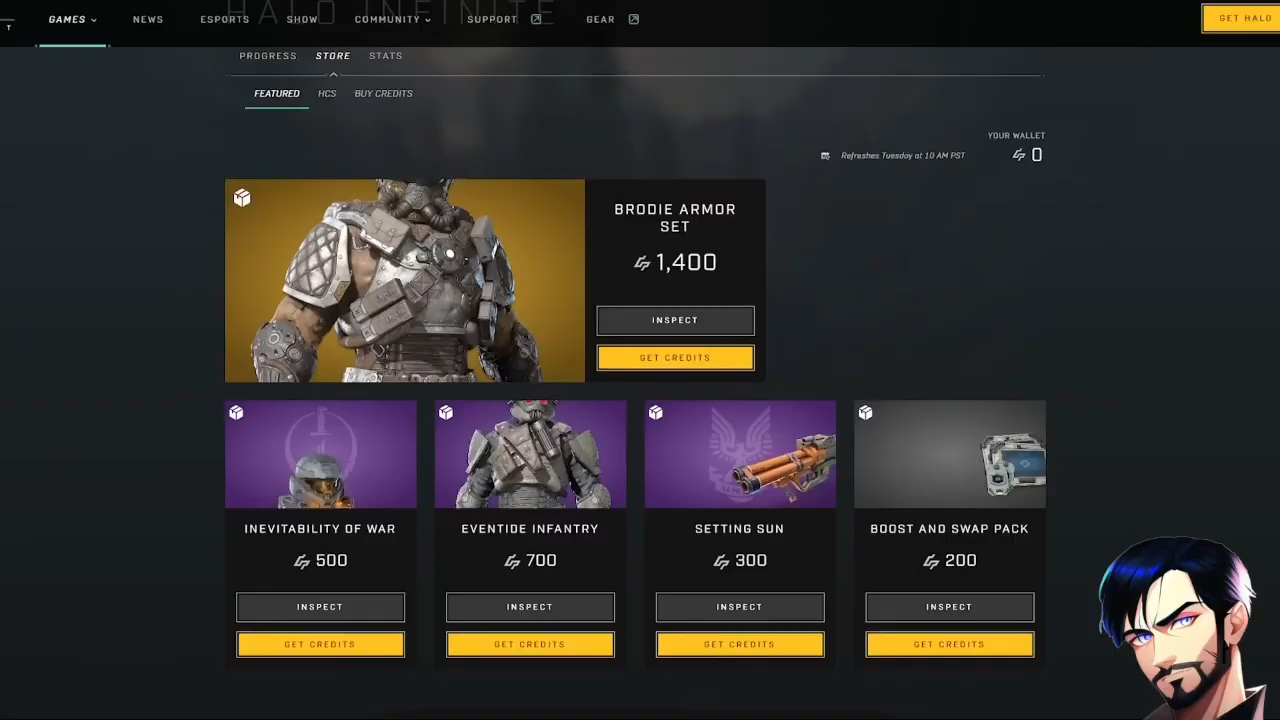 HALO INFINITE
GAMES
NEWS
ESPORTS
SHOW
COMMUNITY
SUPPORT
GEAR
GET HALO
PROGRESS
STORE
STATS
FEATURED
HCS
BUY CREDITS
YOUR WALLET
Refreshes Tuesday at 10 AM PST
0
BRODIE ARMOR
SET
1,400
INSPECT
GET CREDITS
INEVITABILITY OF WAR
500
INSPECT
GET CREDITS
EVENTIDE INFANTRY
700
INSPECT
GET CREDITS
SETTING SUN
300
INSPECT
GET CREDITS
BOOST AND SWAP PACK
200
INSPECT
GET CREDITS